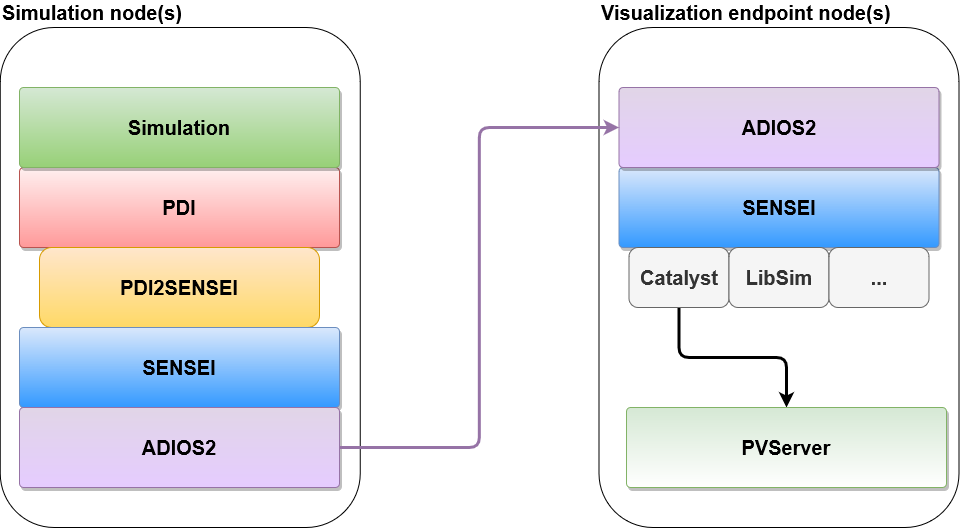 Simulation node(s)
Simulation
PDI
PDI2SENSEI
SENSEI
ADIOS2
Visualization endpoint node(s)
ADIOS2
SENSEI
Catalyst
LibSim
...
PVServer